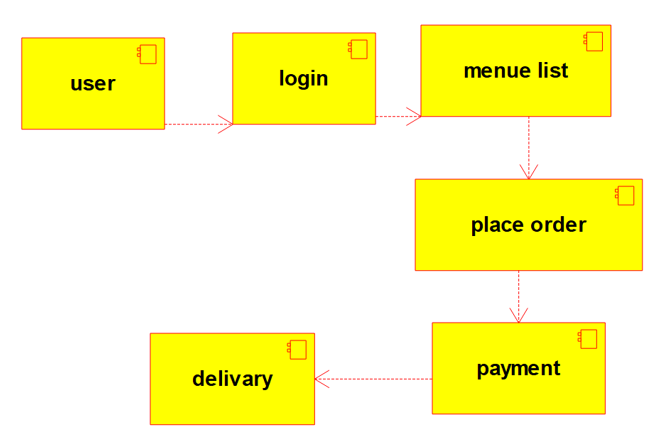 user
login
menue list
place order
payment
delivary